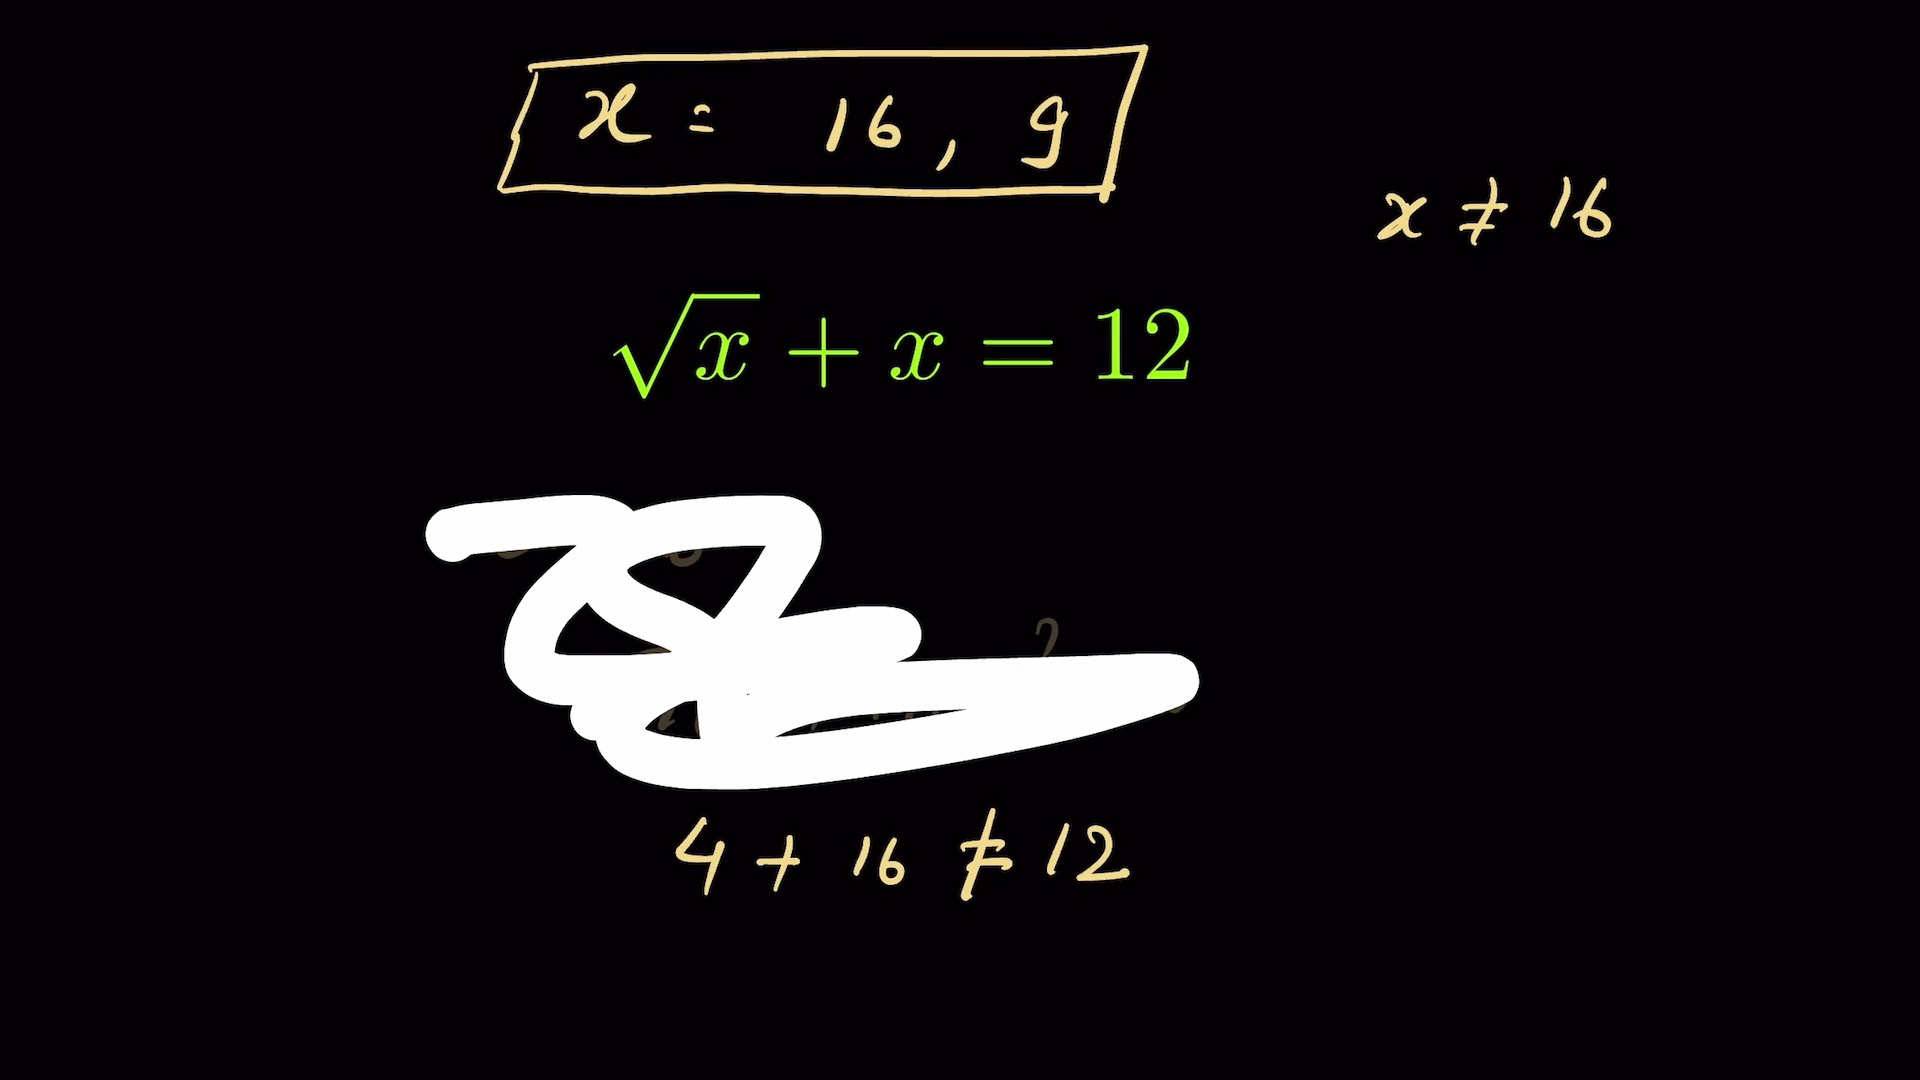 x = 16, 9
x ≠ 16
√x + x = 12
4 + 16 ≠ 12